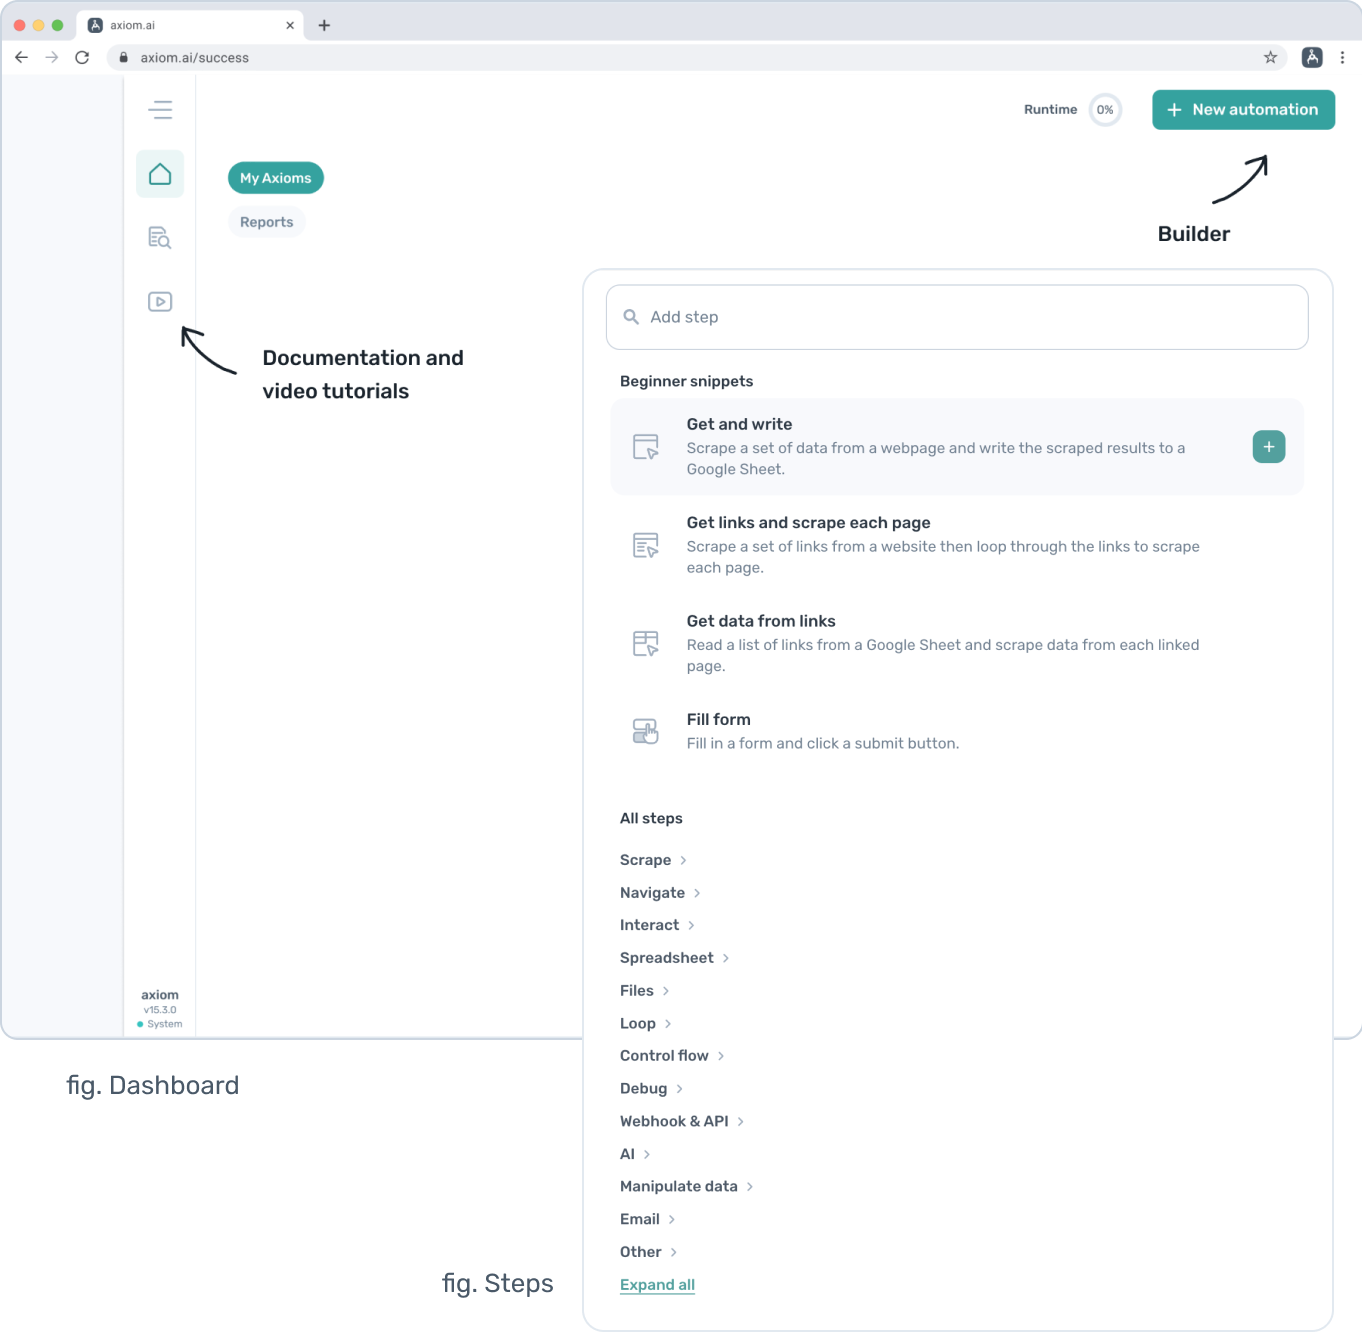 axiom.ai
axiom.ai/success
Runtime 0% + New automation
My Axioms
Reports
Builder
Documentation and
video tutorials
Add step
Beginner snippets
Get and write
Scrape a set of data from a webpage and write the scraped results to a
Google Sheet.
Get links and scrape each page
Scrape a set of links from a website then loop through the links to scrape
each page.
Get data from links
Read a list of links from a Google Sheet and scrape data from each linked
page.
Fill form
Fill in a form and click a submit button.
All steps
Scrape
Navigate
Interact
Spreadsheet
Files
Loop
Control flow
Debug
Webhook & API
AI
Manipulate data
Email
Other
Expand all
axiom
v15.3.0
System
fig. Dashboard
fig. Steps